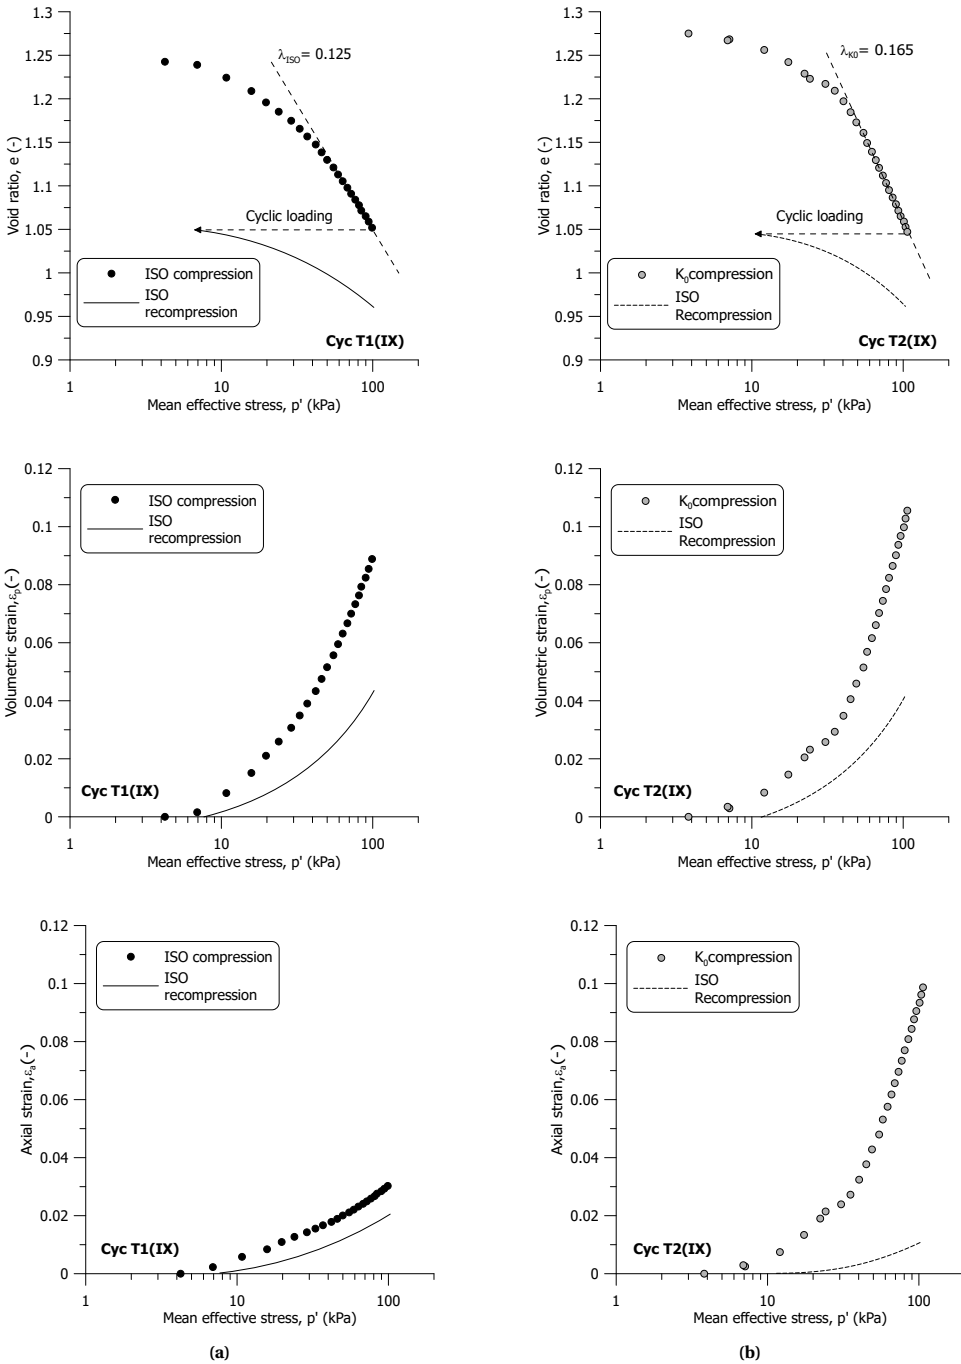 1.3
1.25
1.2
1.15
1.1
1.05
1
0.95
0.9
Void ratio, e (-)
λISO= 0.125
Cyclic loading
ISO compression
ISO
recompression
Cyc T1(IX)
1 10 100
Mean effective stress, p' (kPa)
1.3
1.25
1.2
1.15
1.1
1.05
1
0.95
0.9
Void ratio, e (-)
λK0= 0.165
Cyclic loading
K0compression
ISO
Recompression
Cyc T2(IX)
1 10 100
Mean effective stress, p' (kPa)
0.12
0.1
0.08
0.06
0.04
0.02
0
Volumetric strain,εp(-)
ISO compression
ISO
recompression
Cyc T1(IX)
1 10 100
Mean effective stress, p' (kPa)
0.12
0.1
0.08
0.06
0.04
0.02
0
Volumetric strain,εp(-)
K0compression
ISO
Recompression
Cyc T2(IX)
1 10 100
Mean effective stress, p' (kPa)
0.12
0.1
0.08
0.06
0.04
0.02
0
Axial strain,εa(-)
ISO compression
ISO
recompression
Cyc T1(IX)
1 10 100
Mean effective stress, p' (kPa)
(a)
0.12
0.1
0.08
0.06
0.04
0.02
0
Axial strain,εa(-)
K0compression
ISO
Recompression
Cyc T2(IX)
1 10 100
Mean effective stress, p' (kPa)
(b)